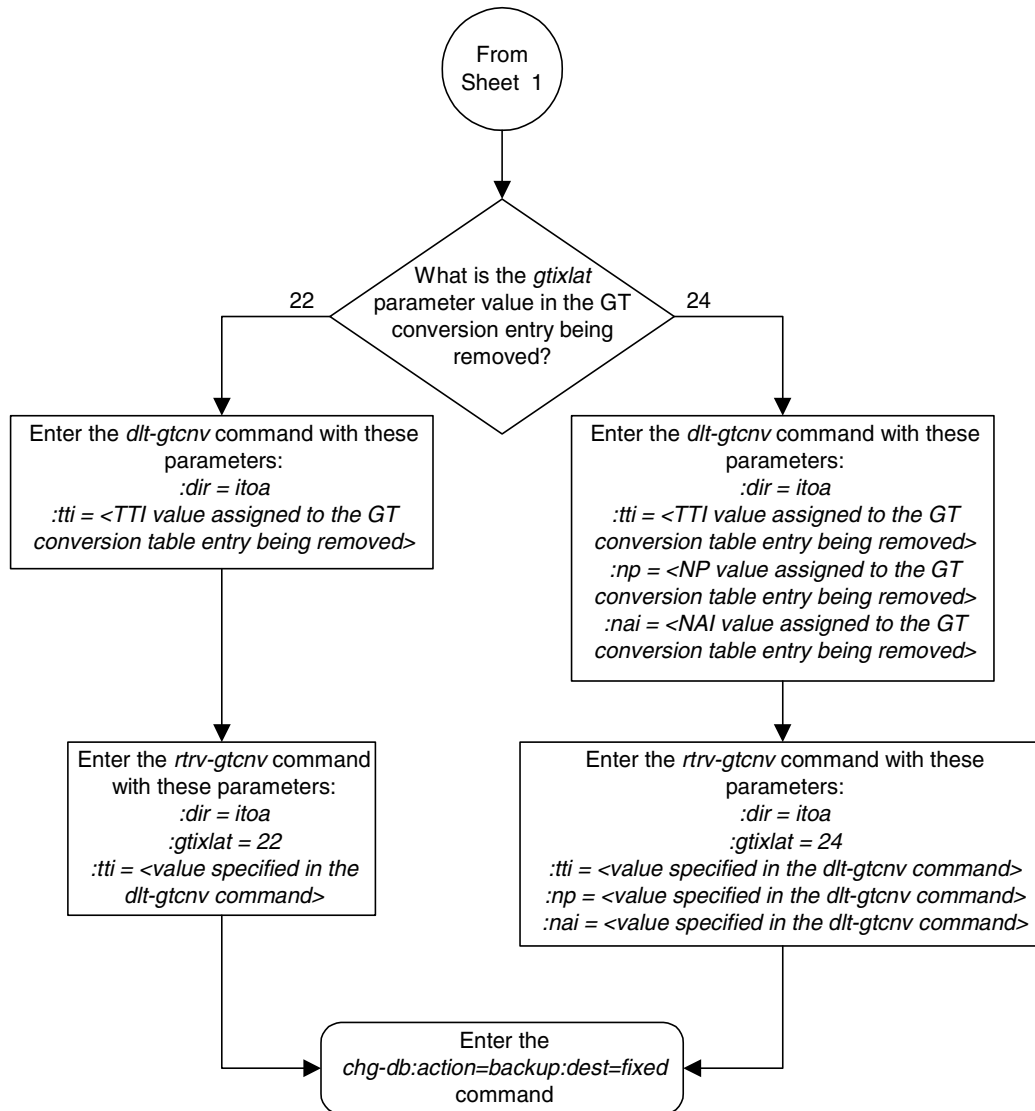 From
Sheet 1
What is the gtixlat
parameter value in the GT
conversion entry being
removed?
22
24
Enter the dlt-gtcnv command with these
parameters:
:dir = itoa
:tti = <TTI value assigned to the GT
conversion table entry being removed>
Enter the dlt-gtcnv command with these
parameters:
:dir = itoa
:tti = <TTI value assigned to the GT
conversion table entry being removed>
:np = <NP value assigned to the GT
conversion table entry being removed>
:nai = <NAI value assigned to the GT
conversion table entry being removed>
Enter the rtrv-gtcnv command
with these parameters:
:dir = itoa
:gtixlat = 22
:tti = <value specified in the
dlt-gtcnv command>
Enter the rtrv-gtcnv command with these
parameters:
:dir = itoa
:gtixlat = 24
:tti = <value specified in the dlt-gtcnv command>
:np = <value specified in the dlt-gtcnv command>
:nai = <value specified in the dlt-gtcnv command>
Enter the
chg-db:action=backup:dest=fixed
command